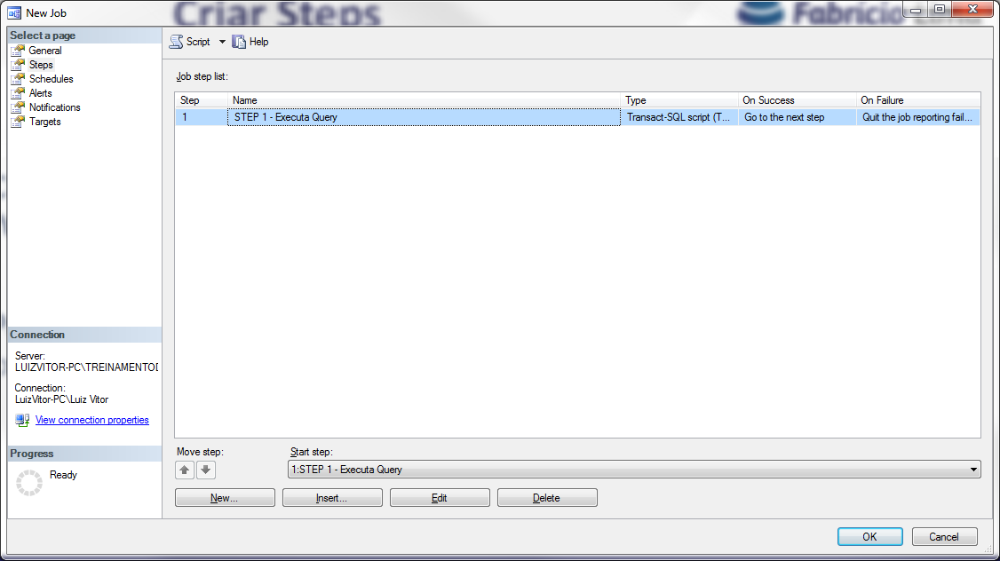 Criar Steps
Fabrício
New Job
Select a page
General
Steps
Schedules
Alerts
Notifications
Targets
Script
Help
Job step list:
Step Name Type On Success On Failure
1 STEP 1 - Executa Query Transact-SQL script (T... Go to the next step Quit the job reporting fail...
Connection
Server:
LUIZVITOR-PC\TREINAMENTO
Connection:
LuizVitor-PC\Luiz Vitor
View connection properties
Progress
Ready
Move step:
Start step:
1:STEP 1 - Executa Query
New...
Insert...
Edit
Delete
OK
Cancel